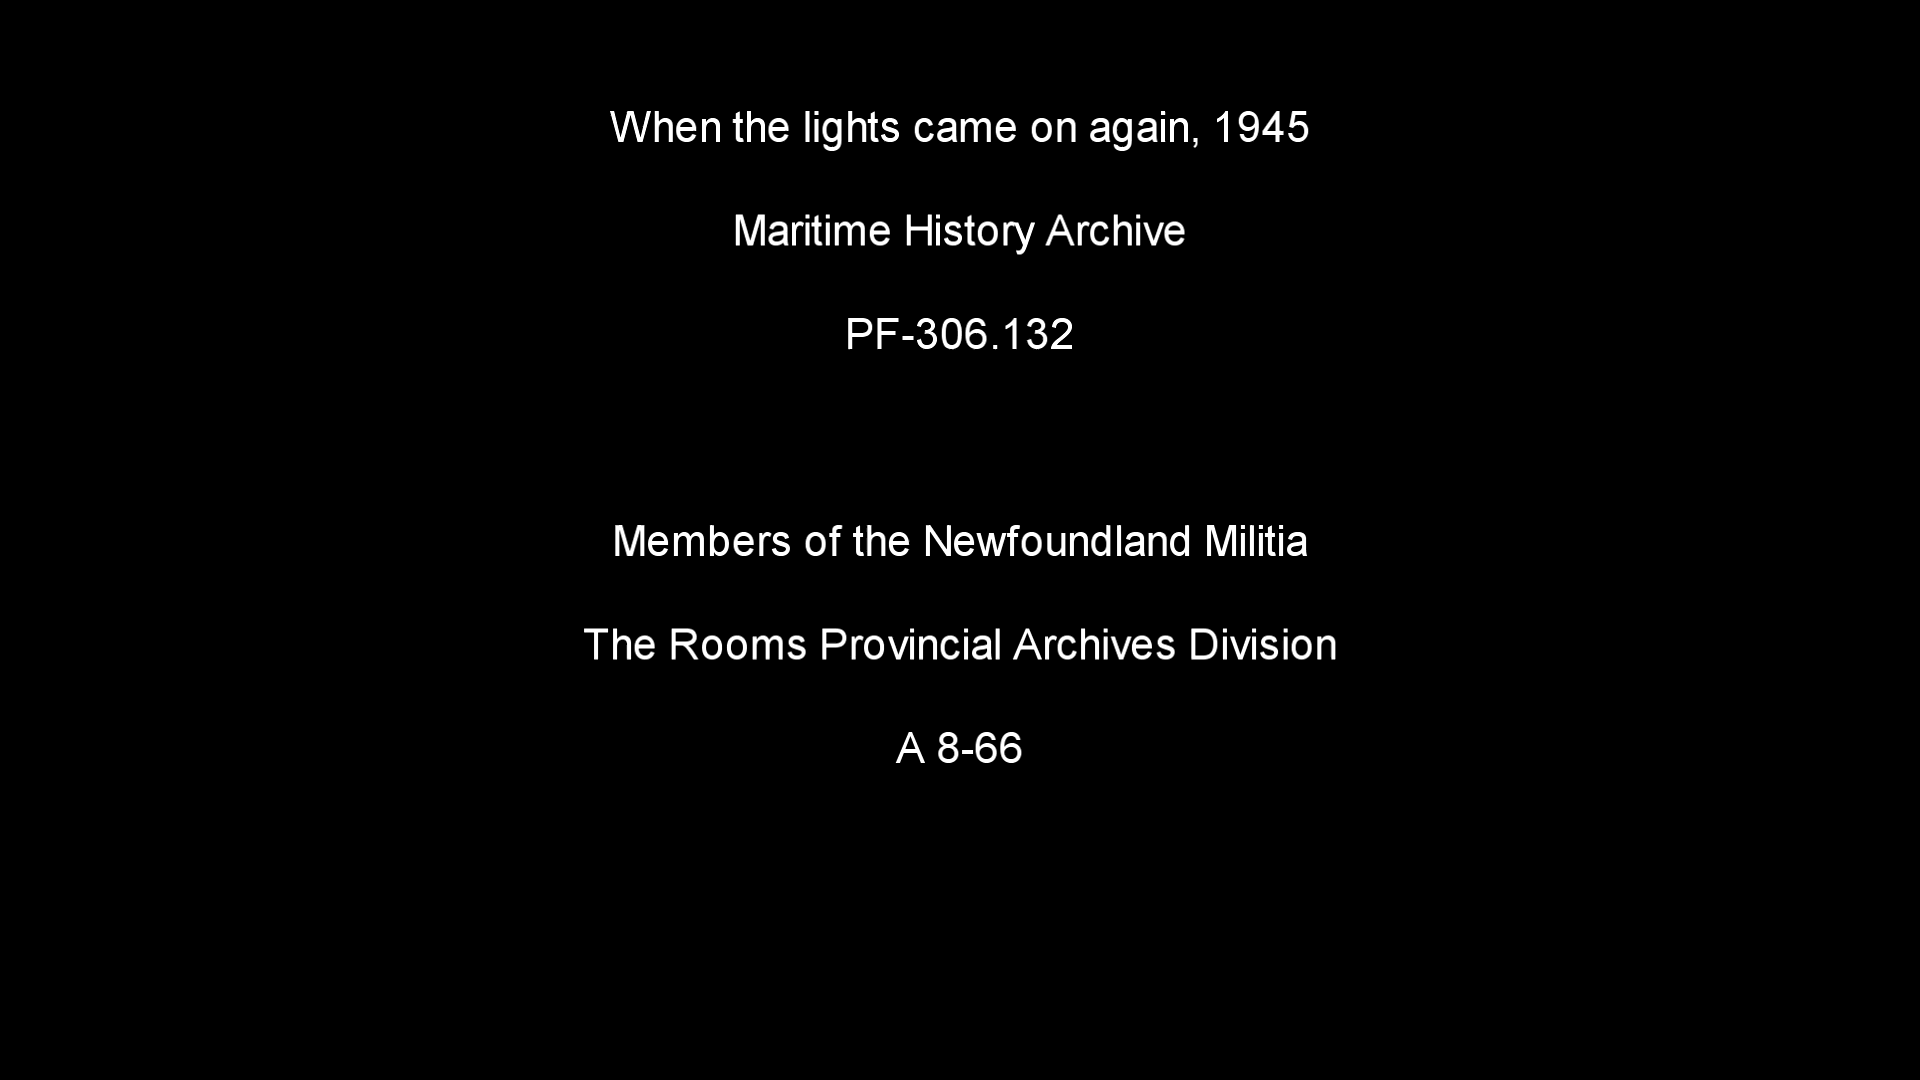 When the lights came on again, 1945
Maritime History Archive
PF-306.132
Members of the Newfoundland Militia
The Rooms Provincial Archives Division
A 8-66